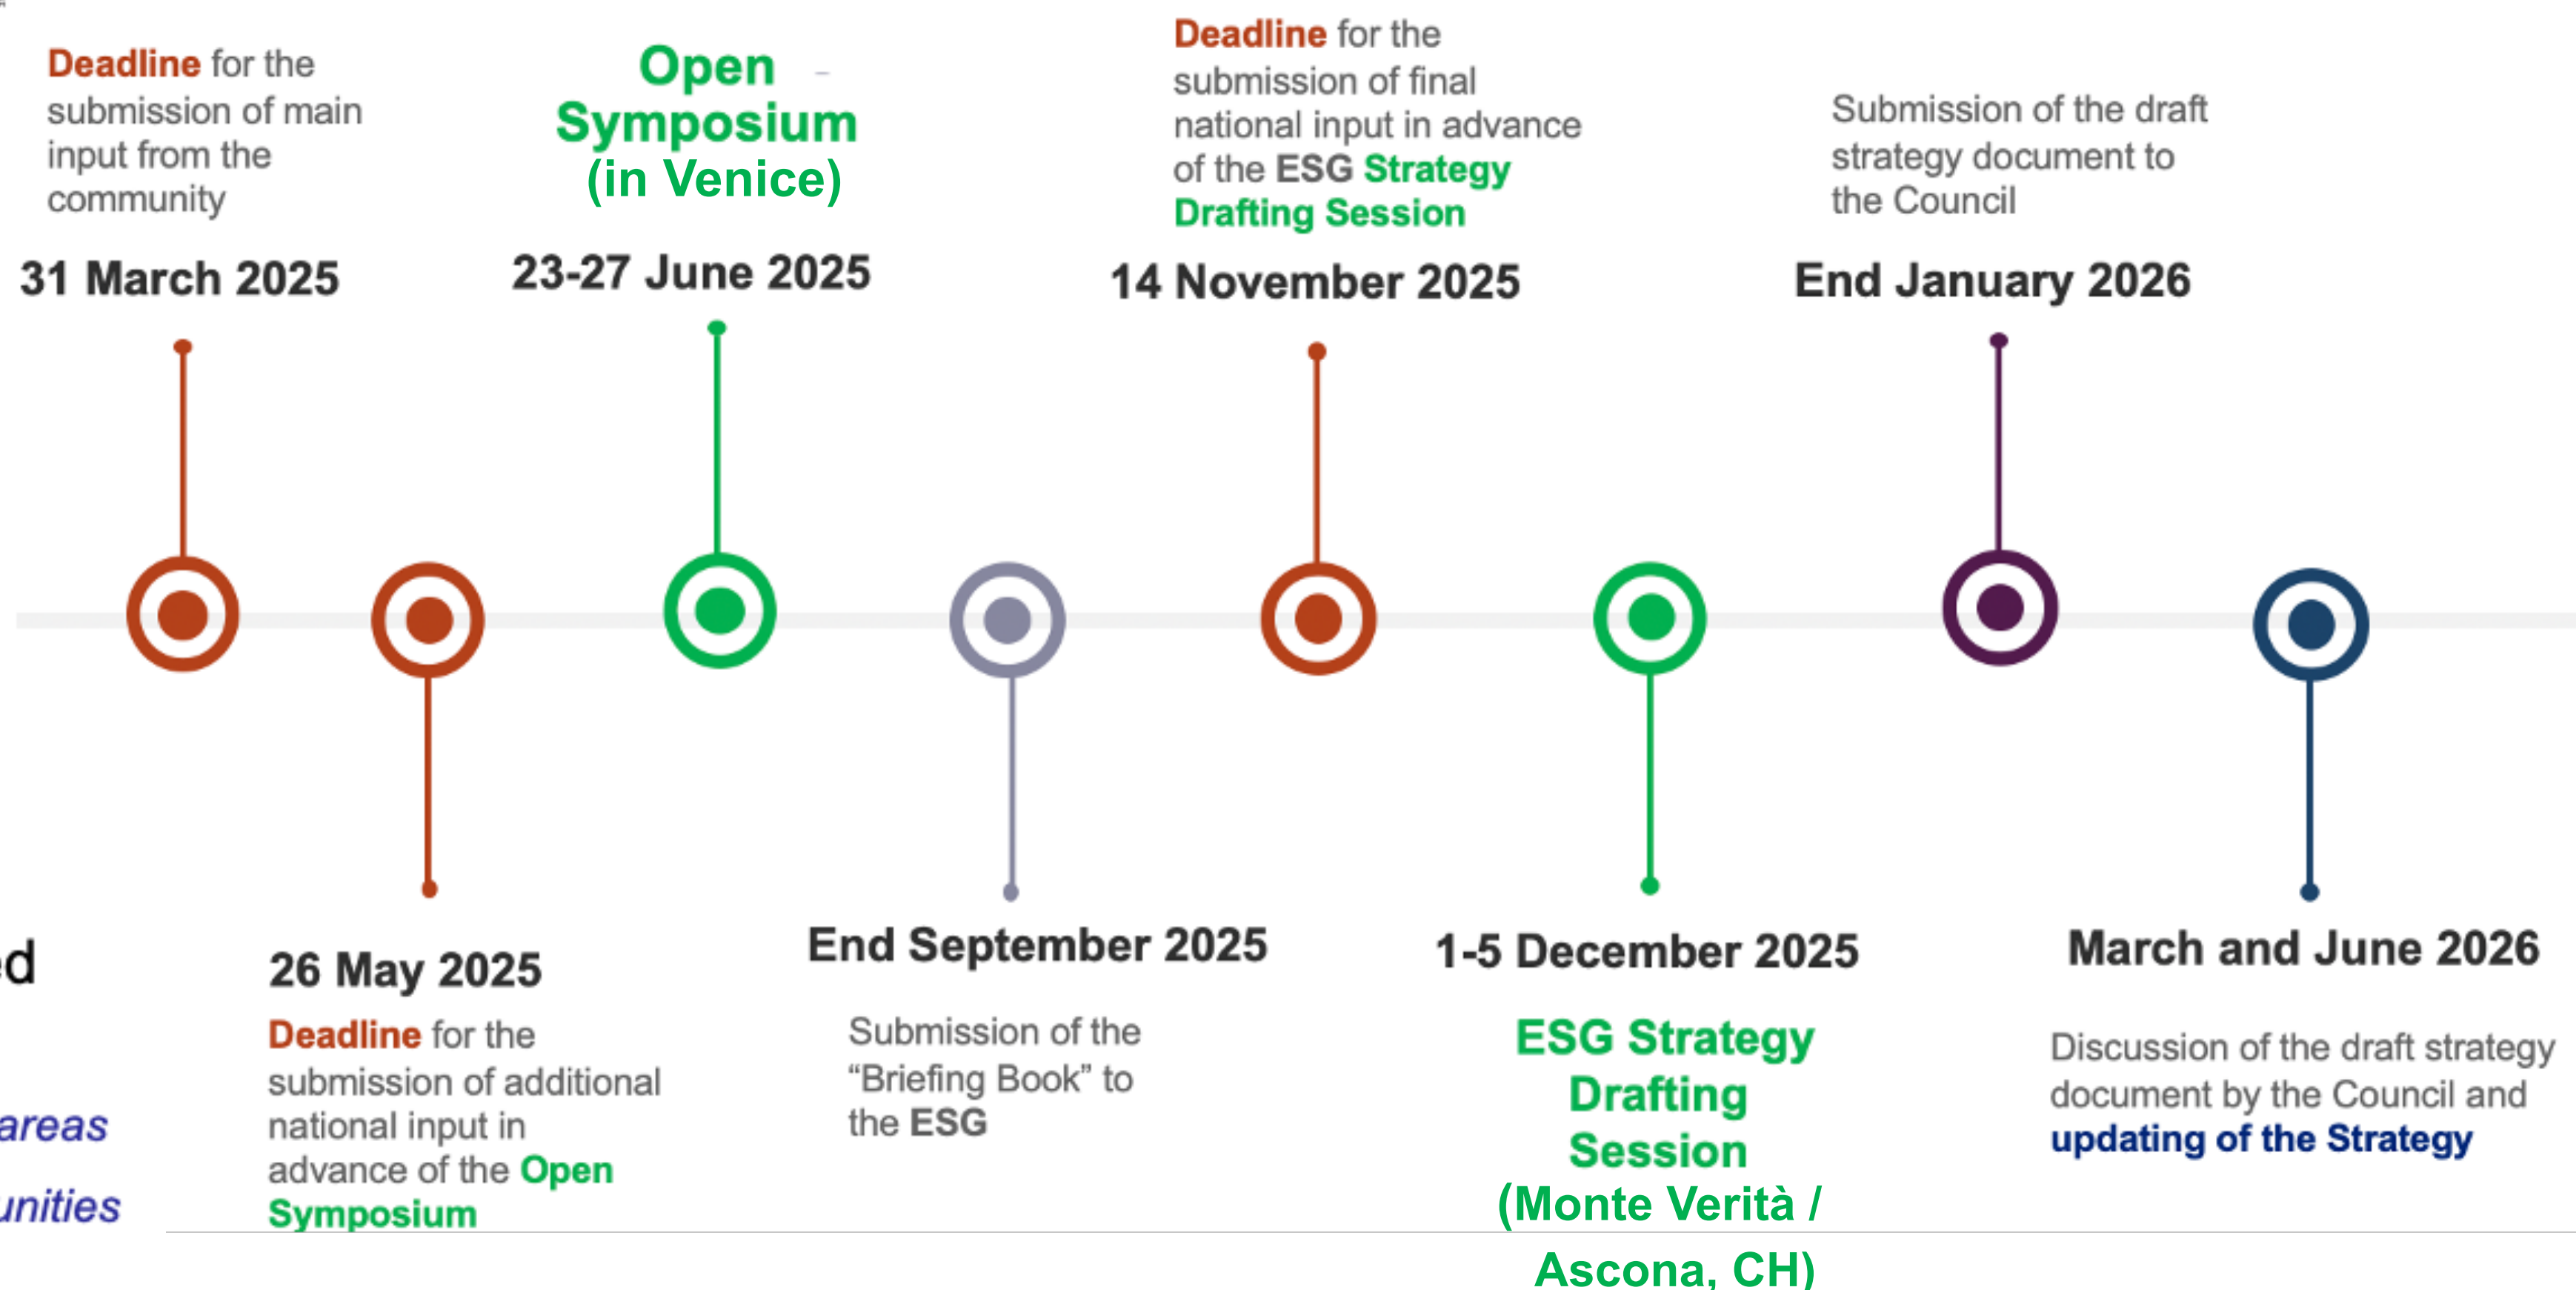 Deadline for the
submission of main
input from the
community
31 March 2025
Open
Symposium
(in Venice)
23-27 June 2025
Deadline for the
submission of final
national input in advance
of the ESG Strategy
Drafting Session
14 November 2025
Submission of the draft
strategy document to
the Council
End January 2026
ed
areas
unities
26 May 2025
Deadline for the
submission of additional
national input in
advance of the Open
Symposium
End September 2025
Submission of the
“Briefing Book” to
the ESG
1-5 December 2025
ESG Strategy
Drafting
Session
(Monte Verità /
Ascona, CH)
March and June 2026
Discussion of the draft strategy
document by the Council and
updating of the Strategy